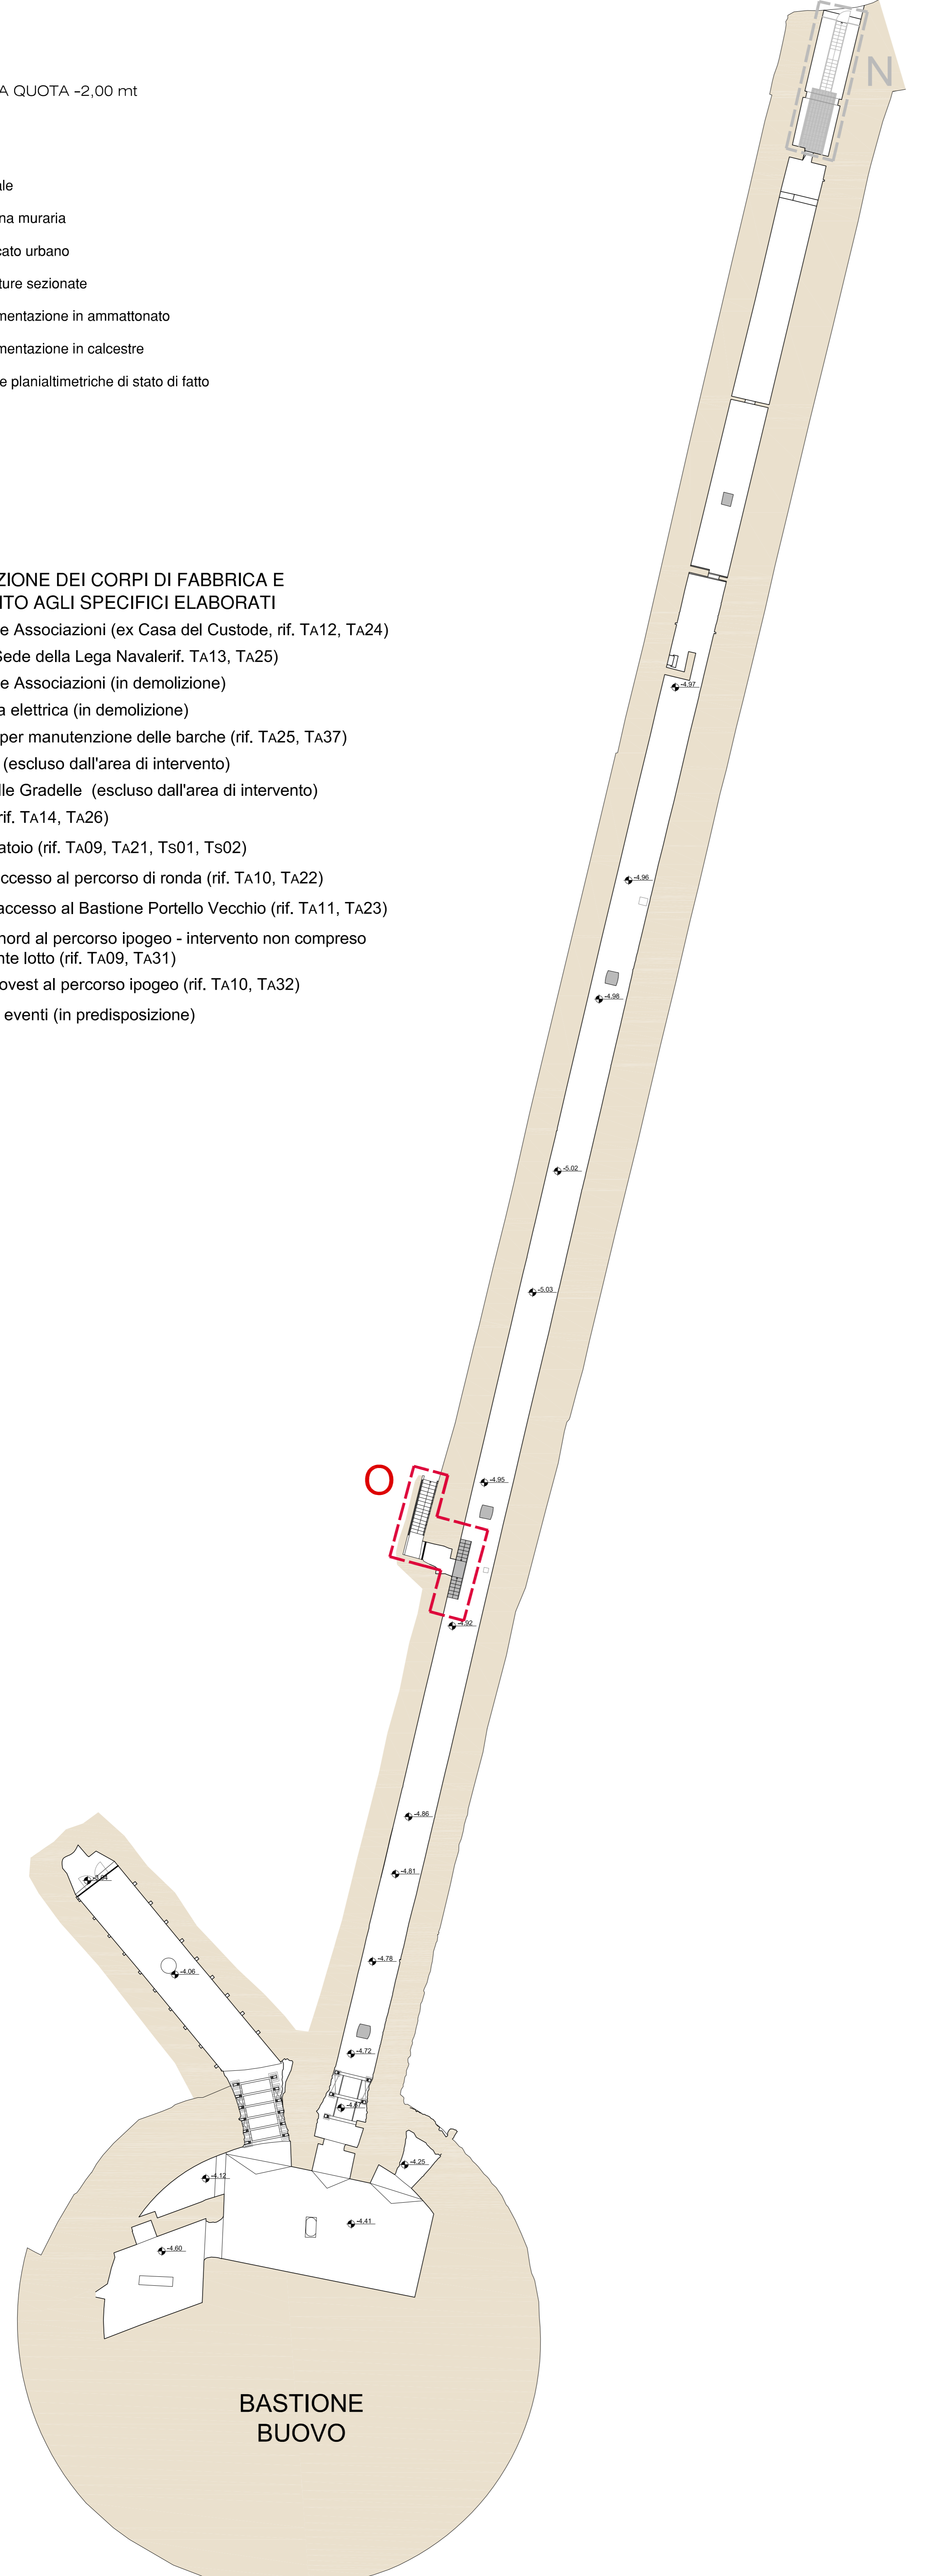 A QUOTA -2,00 mt
ale
na muraria
cato urbano
ture sezionate
mentazione in ammattonato
mentazione in calcestre
e planialtimetriche di stato di fatto
ZIONE DEI CORPI DI FABBRICA E
NTO AGLI SPECIFICI ELABORATI
e Associazioni (ex Casa del Custode, rif. TA12, TA24)
Sede della Lega Navalerif. TA13, TA25)
e Associazioni (in demolizione)
a elettrica (in demolizione)
per manutenzione delle barche (rif. TA25, TA37)
(escluso dall'area di intervento)
lle Gradelle (escluso dall'area di intervento)
rif. TA14, TA26)
atoio (rif. TA09, TA21, TS01, TS02)
ccesso al percorso di ronda (rif. TA10, TA22)
accesso al Bastione Portello Vecchio (rif. TA11, TA23)
nord al percorso ipogeo - intervento non compreso
nte lotto (rif. TA09, TA31)
ovest al percorso ipogeo (rif. TA10, TA32)
eventi (in predisposizione)
N
-4.97
-4.96
-4.98
-5.02
-5.03
O
-4.95
-4.92
-4.86
-4.81
-4.78
-4.06
-4.72
-4.25
-4.12
-4.41
-4.60
BASTIONE
BUOVO